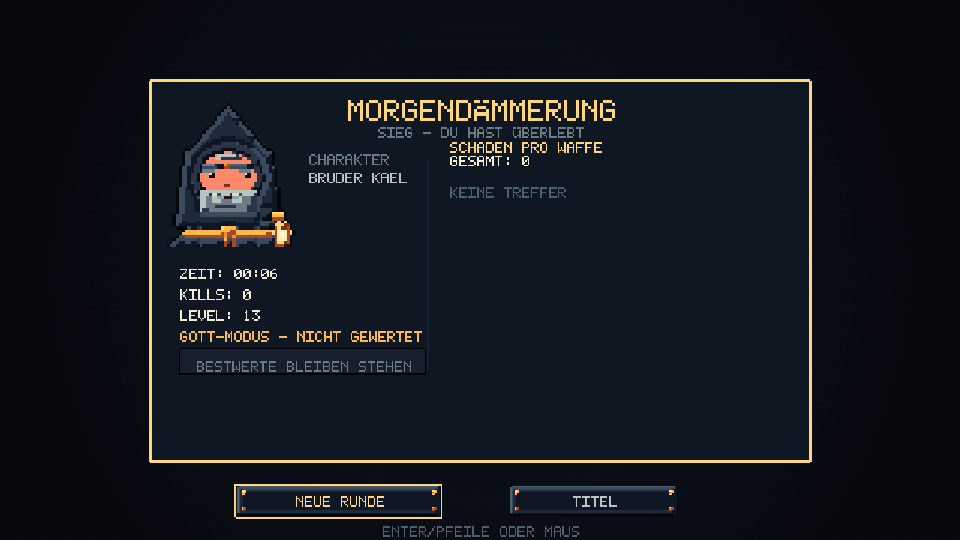 MORGENDÄMMERUNG
SIEG - DU HAST ÜBERLEBT
CHARAKTER
BRUDER KAEL
SCHADEN PRO WAFFE
GESAMT: 0
KEINE TREFFER
ZEIT: 00:06
KILLS: 0
LEVEL: 13
GOTT-MODUS - NICHT GEWERTET
BESTWERTE BLEIBEN STEHEN
NEUE RUNDE
TITEL
ENTER/PFEILE ODER MAUS